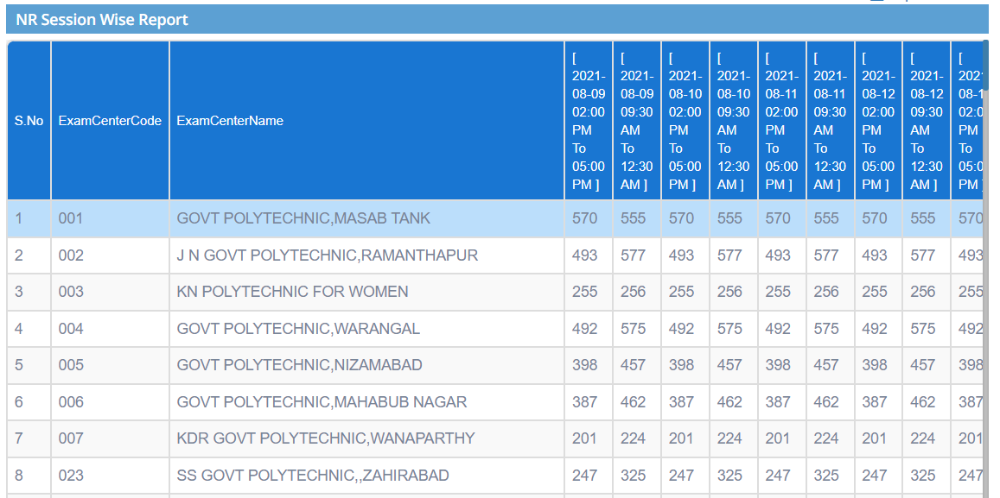 NR Session Wise Report
S.No ExamCenterCode ExamCenterName [ 2021-08-09 02:00 PM To 05:00 PM ] [ 2021-08-09 09:30 AM To 12:30 AM ] [ 2021-08-10 02:00 PM To 05:00 PM ] [ 2021-08-10 09:30 AM To 12:30 AM ] [ 2021-08-11 02:00 PM To 05:00 PM ] [ 2021-08-11 09:30 AM To 12:30 AM ] [ 2021-08-12 02:00 PM To 05:00 PM ] [ 2021-08-12 09:30 AM To 12:30 AM ] [ PM To PM
1 001 GOVT POLYTECHNIC,MASAB TANK 570 555 570 555 570 555 570 555 570
2 002 J N GOVT POLYTECHNIC,RAMANTHAPUR 493 577 493 577 493 577 493 577 493
3 003 KN POLYTECHNIC FOR WOMEN 255 256 255 256 255 256 255 256 255
4 004 GOVT POLYTECHNIC,WARANGAL 492 575 492 575 492 575 492 575 492
5 005 GOVT POLYTECHNIC,NIZAMABAD 398 457 398 457 398 457 398 457 398
6 006 GOVT POLYTECHNIC,MAHABUB NAGAR 387 462 387 462 387 462 387 462 387
7 007 KDR GOVT POLYTECHNIC,WANAPARTHY 201 224 201 224 201 224 201 224 201
8 023 SS GOVT POLYTECHNIC,,ZAHIRABAD 247 325 247 325 247 325 247 325 247